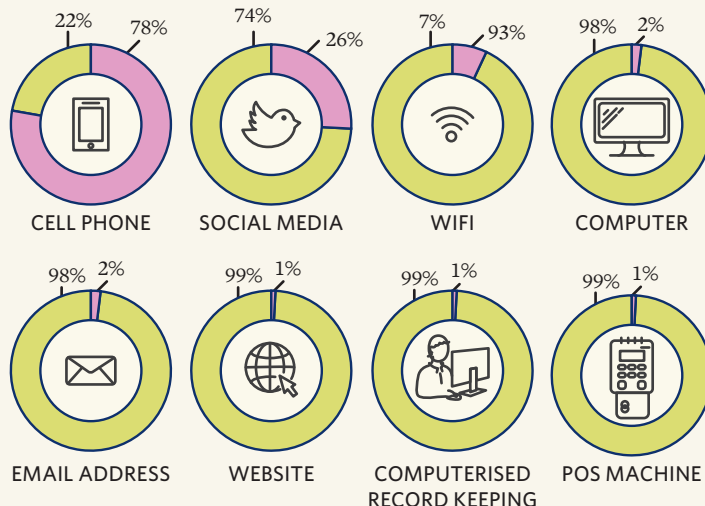 22% 78%
CELL PHONE
74% 26%
SOCIAL MEDIA
7% 93%
WIFI
98% 2%
COMPUTER
98% 2%
EMAIL ADDRESS
99% 1%
WEBSITE
99% 1%
COMPUTERISED
RECORD KEEPING
99% 1%
POS MACHINE